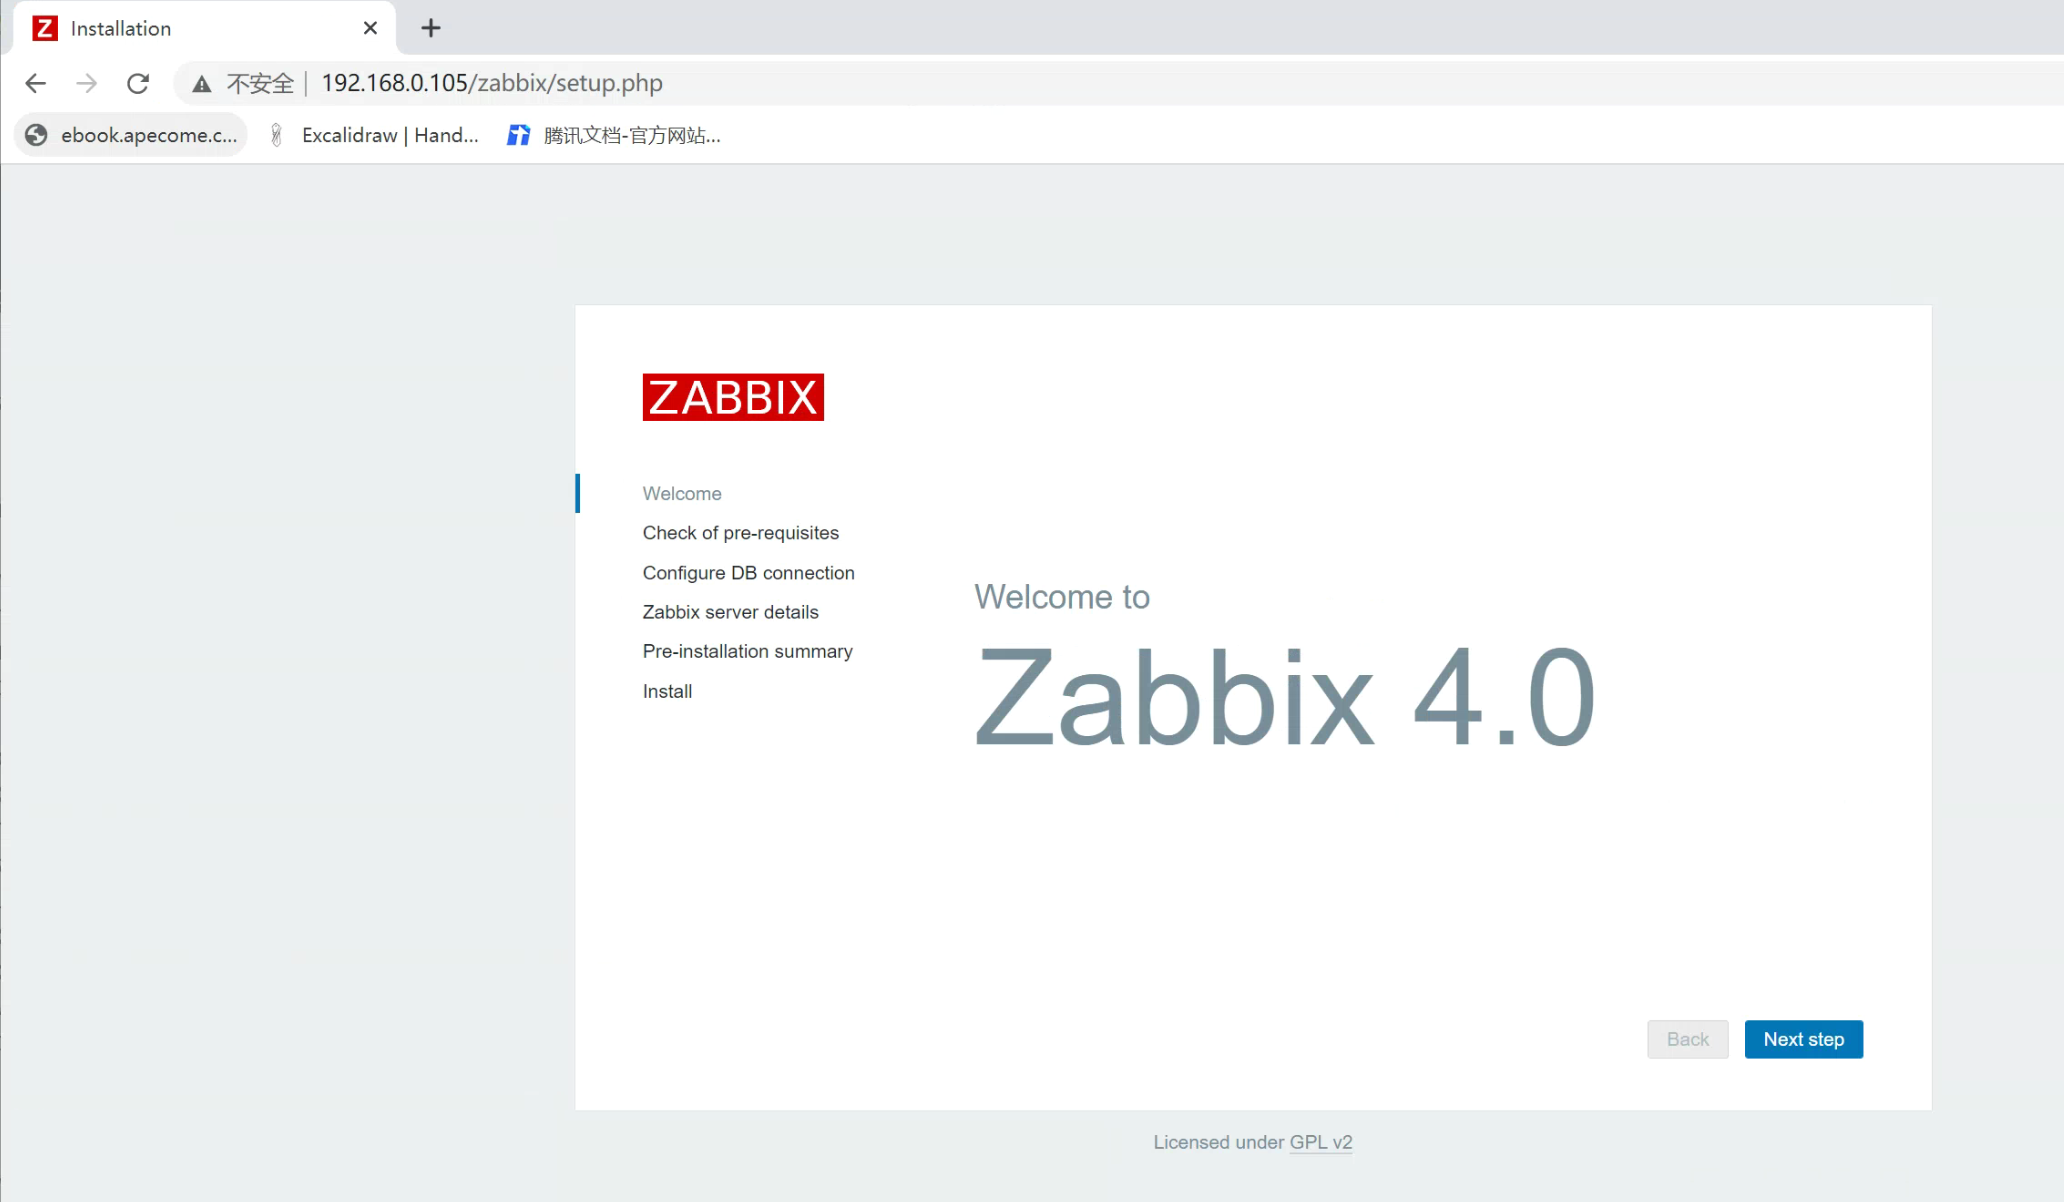 Z Installation
不安全 192.168.0.105/zabbix/setup.php
ebook.apecome.c... Excalidraw | Hand... 腾讯文档-官方网站...
ZABBIX
Welcome
Check of pre-requisites
Configure DB connection
Zabbix server details
Pre-installation summary
Install
Welcome to
Zabbix 4.0
Back Next step
Licensed under GPL v2